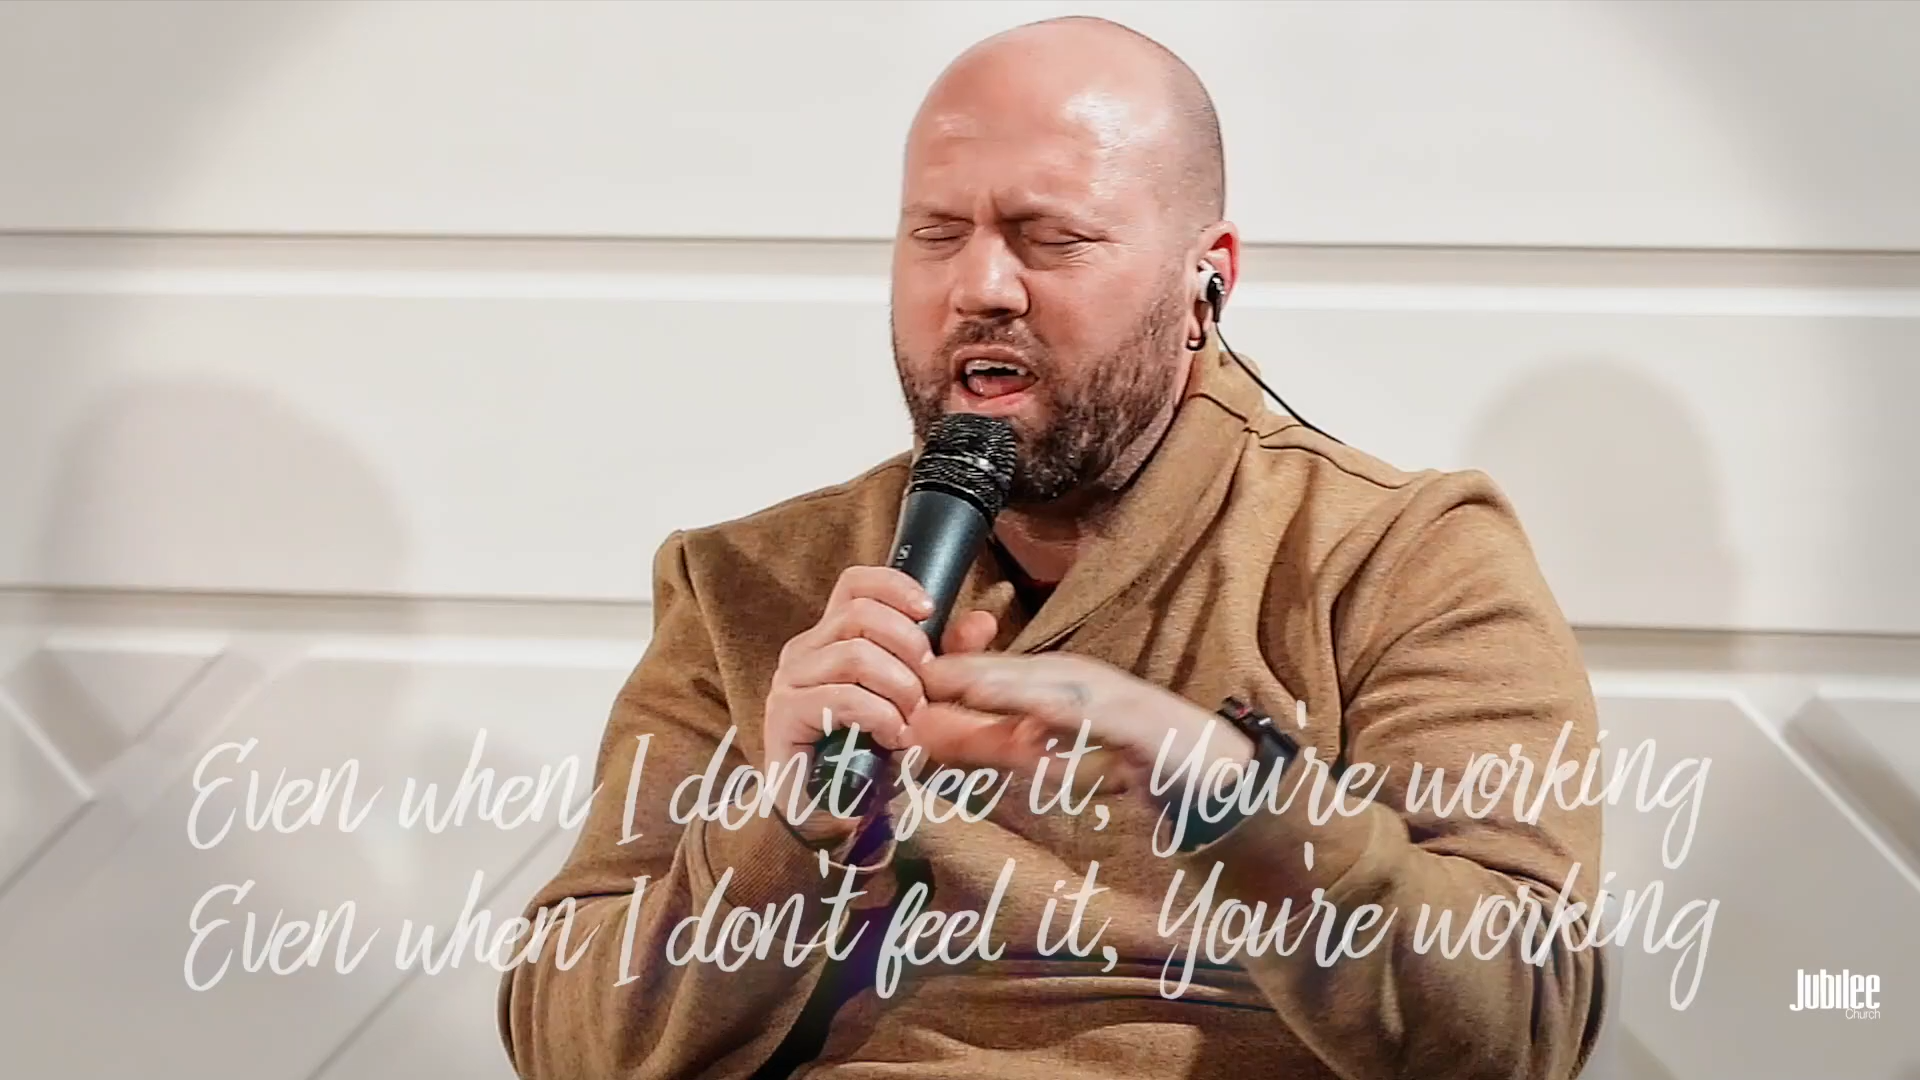 Even when I don't see it, You're working
Even when I don't feel it, You're working
Jubilee
Church